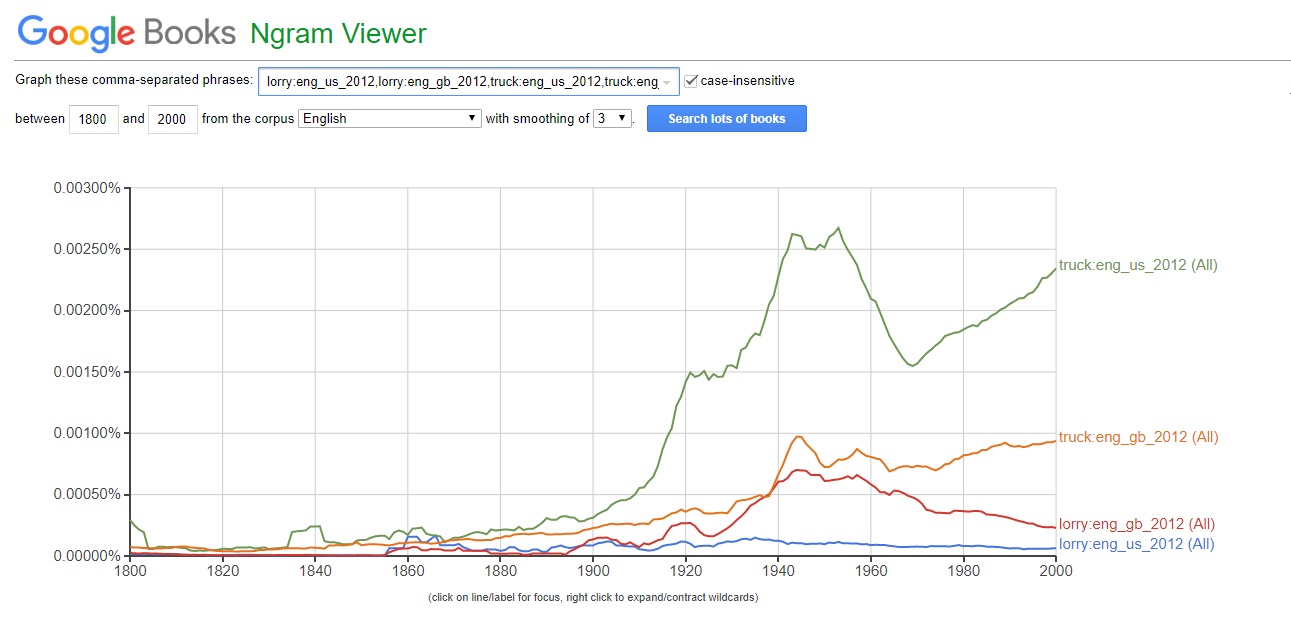 Google Books Ngram Viewer
Graph these comma-separated phrases: lorry:eng_us_2012,lorry:eng_gb_2012,truck:eng_us_2012,truck:eng_ case-insensitive
between 1800 and 2000 from the corpus English with smoothing of 3 . Search lots of books
0.00300%
0.00250%
truck:eng_us_2012 (All)
0.00200%
0.00150%
0.00100%
truck:eng_gb_2012 (All)
0.00050%
lorry:eng_gb_2012 (All)
lorry:eng_us_2012 (All)
0.00000%
1800 1820 1840 1860 1880 1900 1920 1940 1960 1980 2000
(click on line/label for focus, right click to expand/contract wildcards)